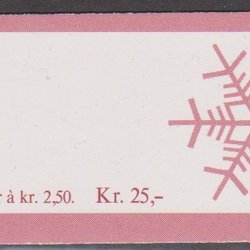 r à kr. 2,50. Kr. 25,–